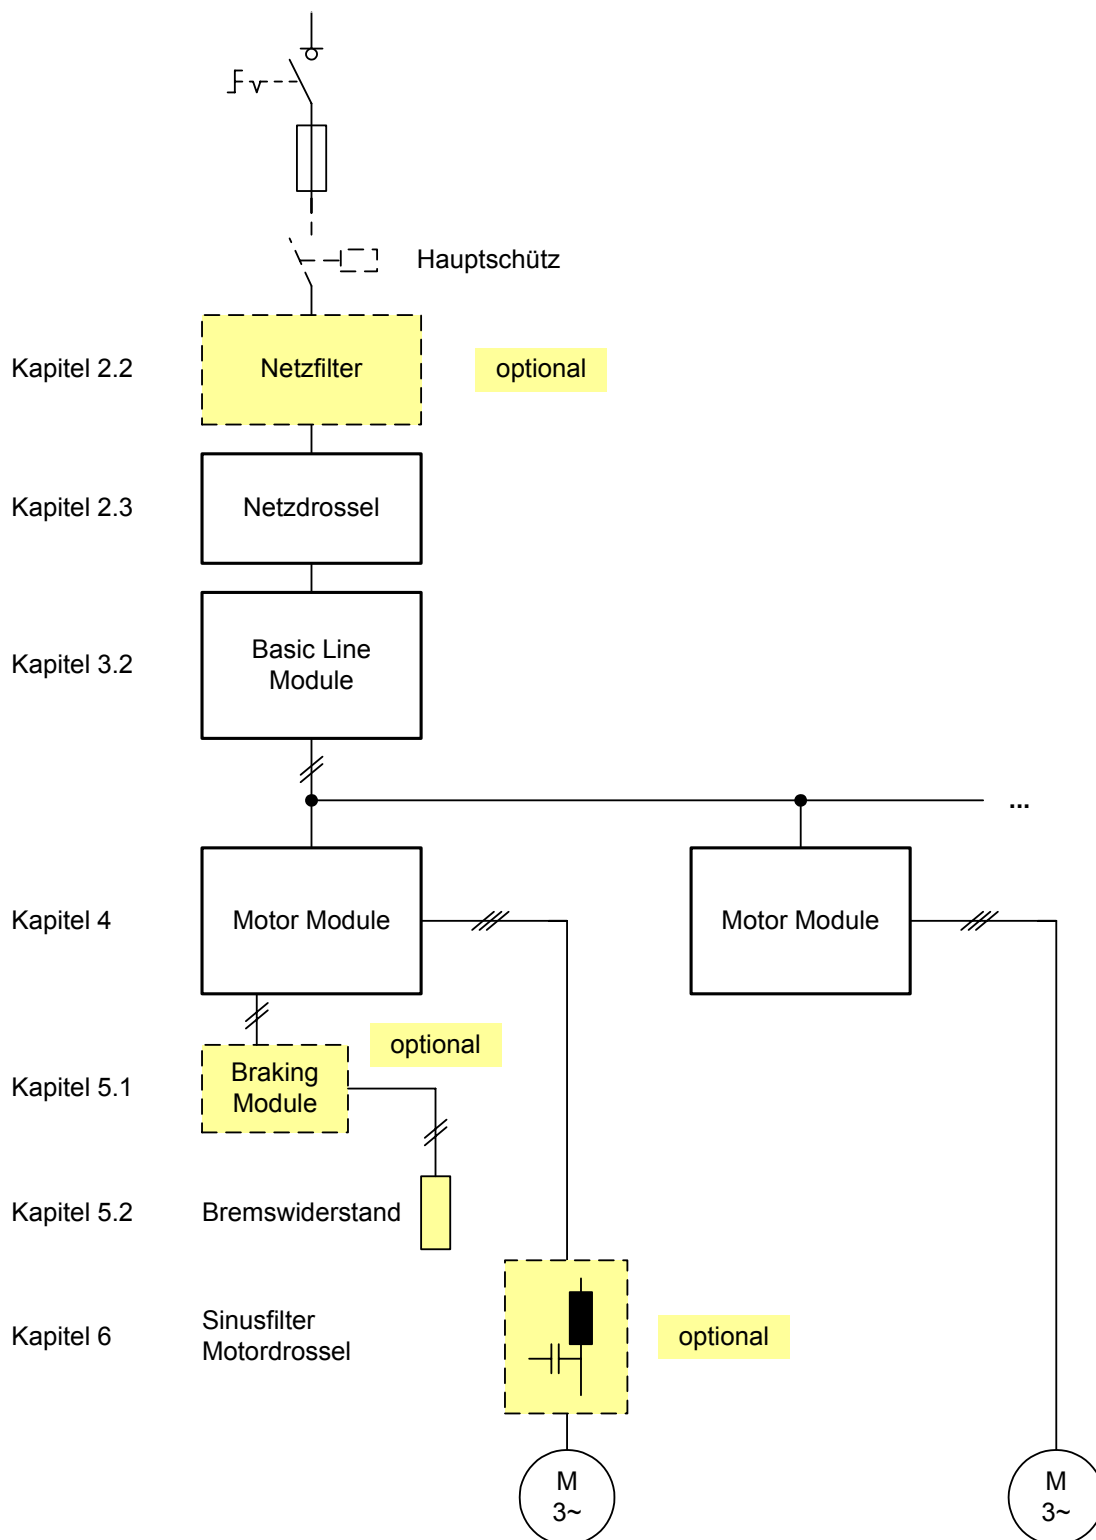 Hauptschütz
Kapitel 2.2
Netzfilter
optional
Kapitel 2.3
Netzdrossel
Kapitel 3.2
Basic Line
Module
...
Kapitel 4
Motor Module
Motor Module
optional
Kapitel 5.1
Braking
Module
Kapitel 5.2
Bremswiderstand
Kapitel 6
Sinusfilter
Motordrossel
optional
M
3~
M
3~